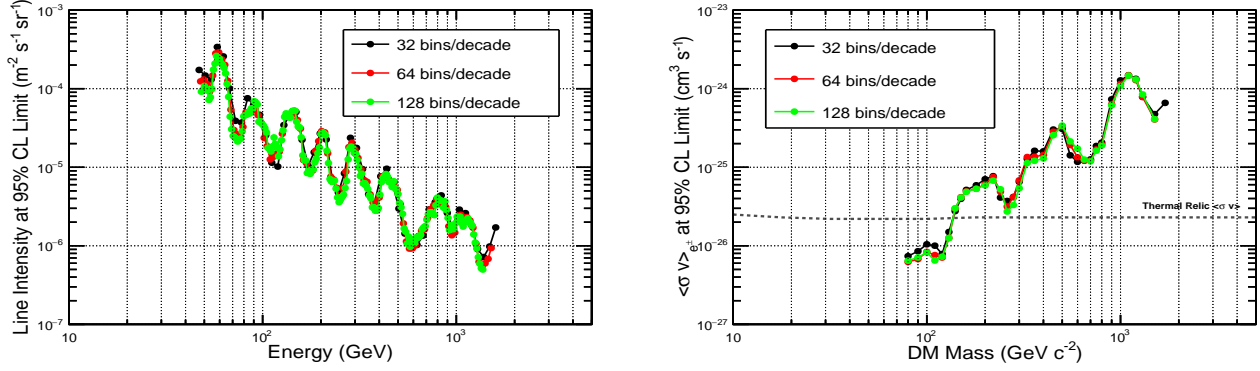 Line Intensity at 95% CL Limit (m⁻² s⁻¹ sr⁻¹)
10⁻³
10⁻⁴
10⁻⁵
10⁻⁶
10⁻⁷
32 bins/decade
64 bins/decade
128 bins/decade
10
10²
10³
Energy (GeV)
<σ v>e± at 95% CL Limit (cm³ s⁻¹)
10⁻²³
10⁻²⁴
10⁻²⁵
10⁻²⁶
10⁻²⁷
32 bins/decade
64 bins/decade
128 bins/decade
Thermal Relic <σ v>
10
10²
10³
DM Mass (GeV c⁻²)